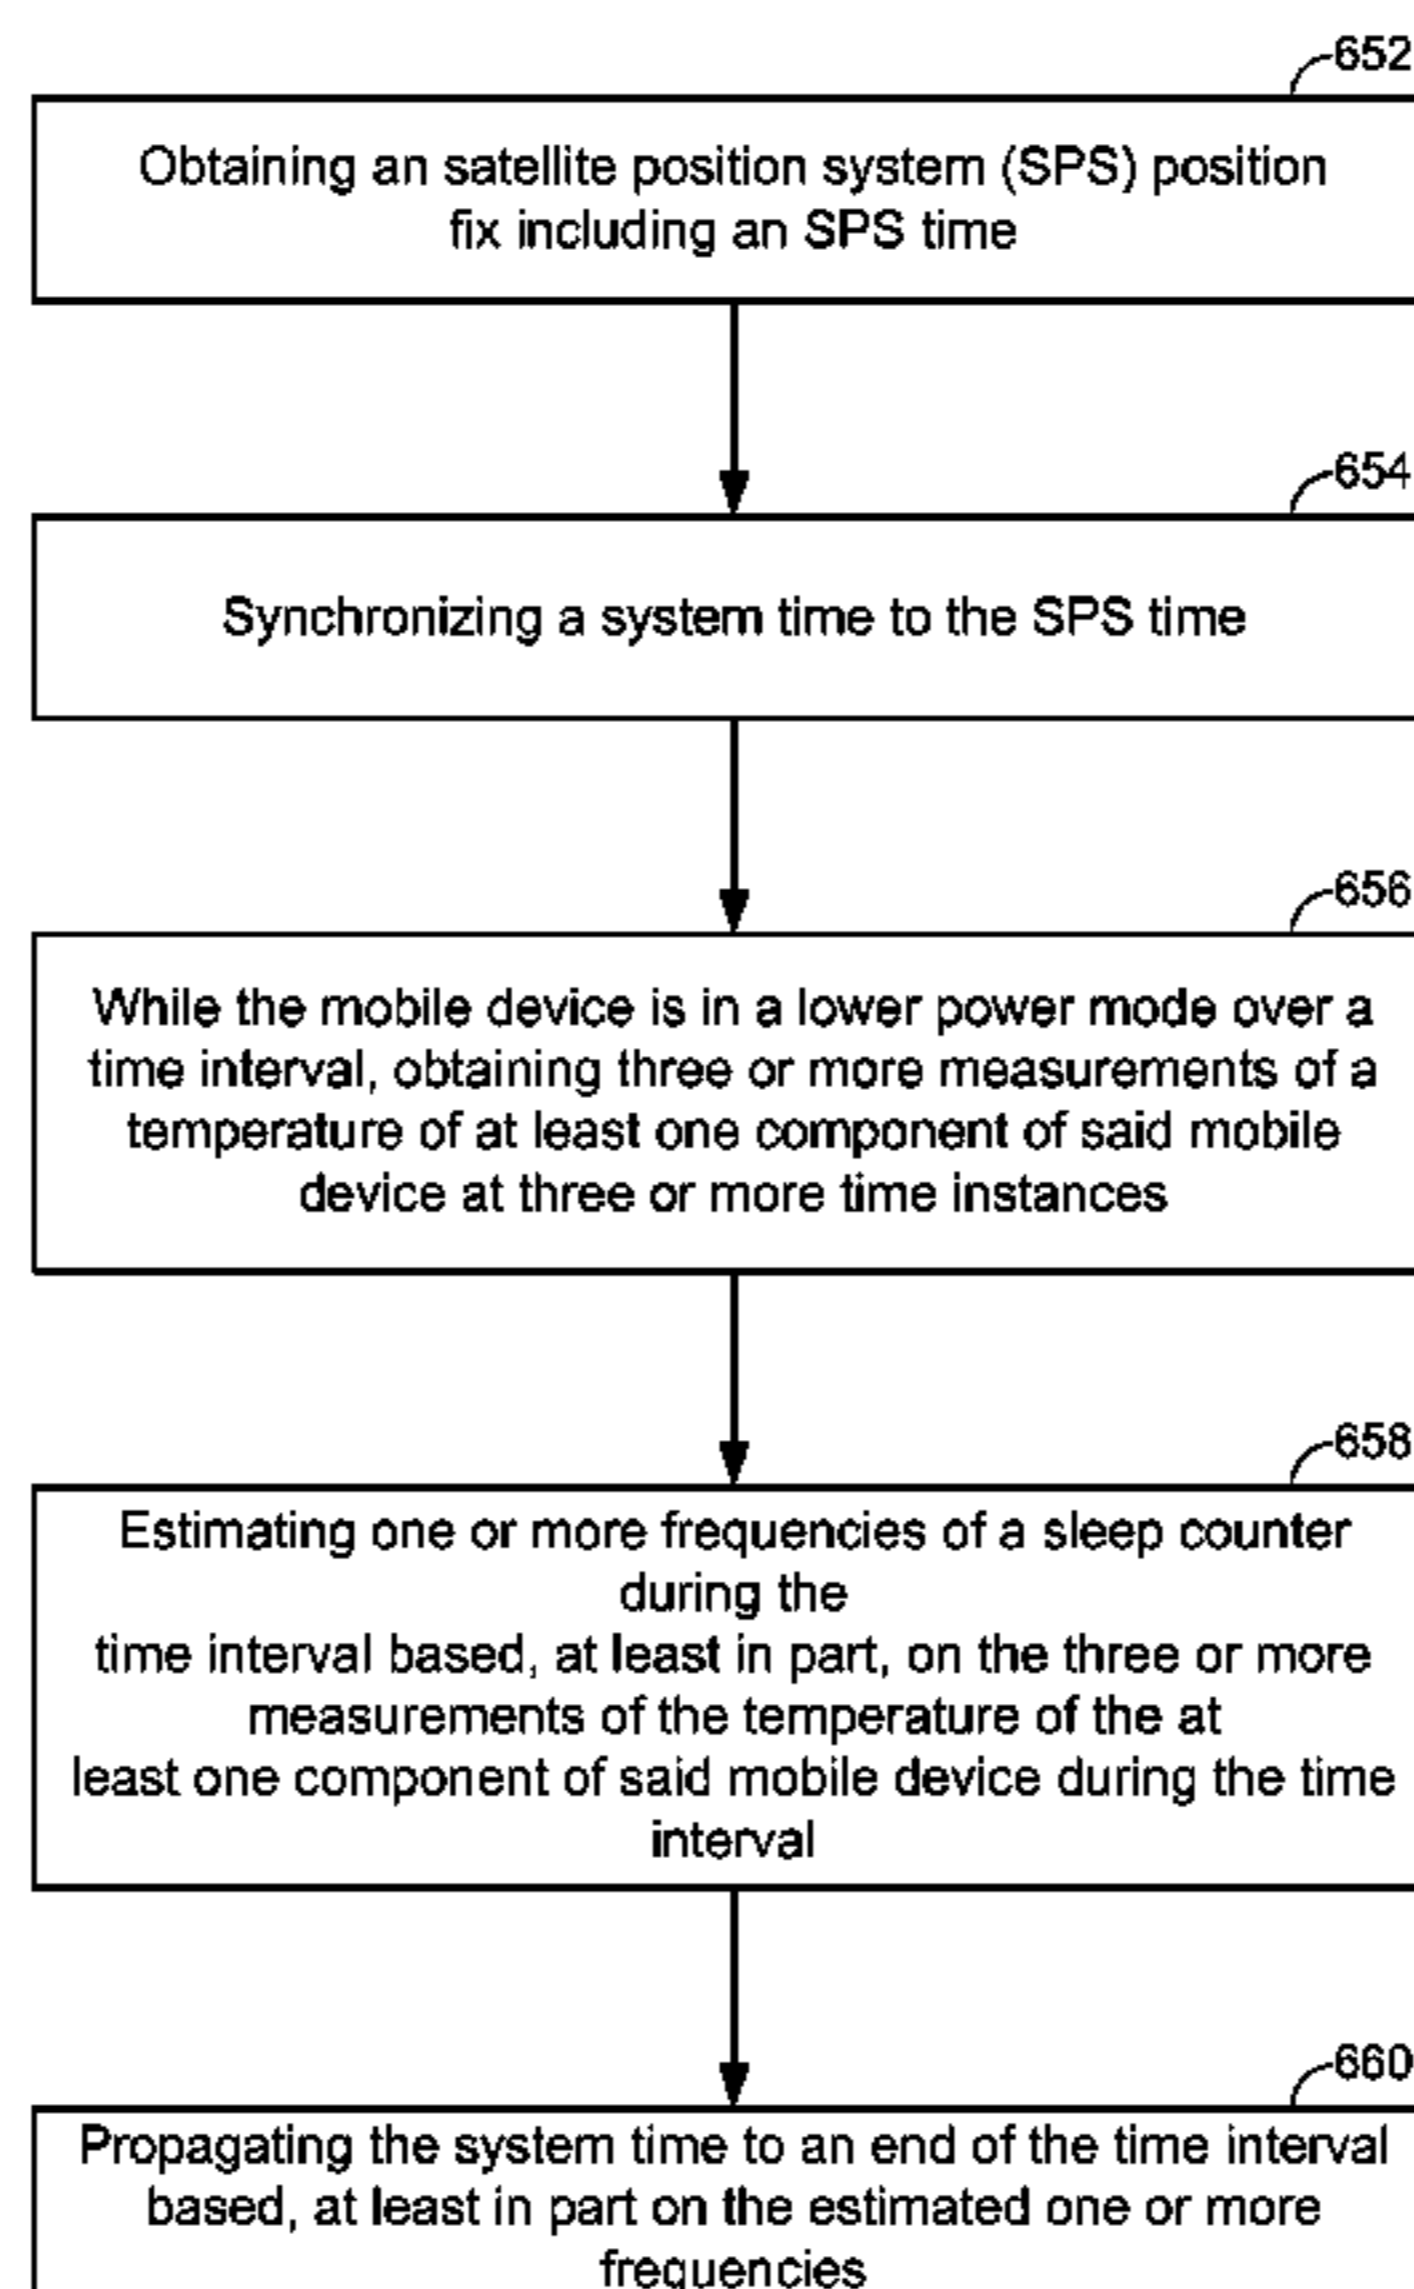 652
Obtaining an satellite position system (SPS) position
fix including an SPS time
654
Synchronizing a system time to the SPS time
656
While the mobile device is in a lower power mode over a
time interval, obtaining three or more measurements of a
temperature of at least one component of said mobile
device at three or more time instances
658
Estimating one or more frequencies of a sleep counter
during the
time interval based, at least in part, on the three or more
measurements of the temperature of the at
least one component of said mobile device during the time
interval
660
Propagating the system time to an end of the time interval
based, at least in part on the estimated one or more
frequencies